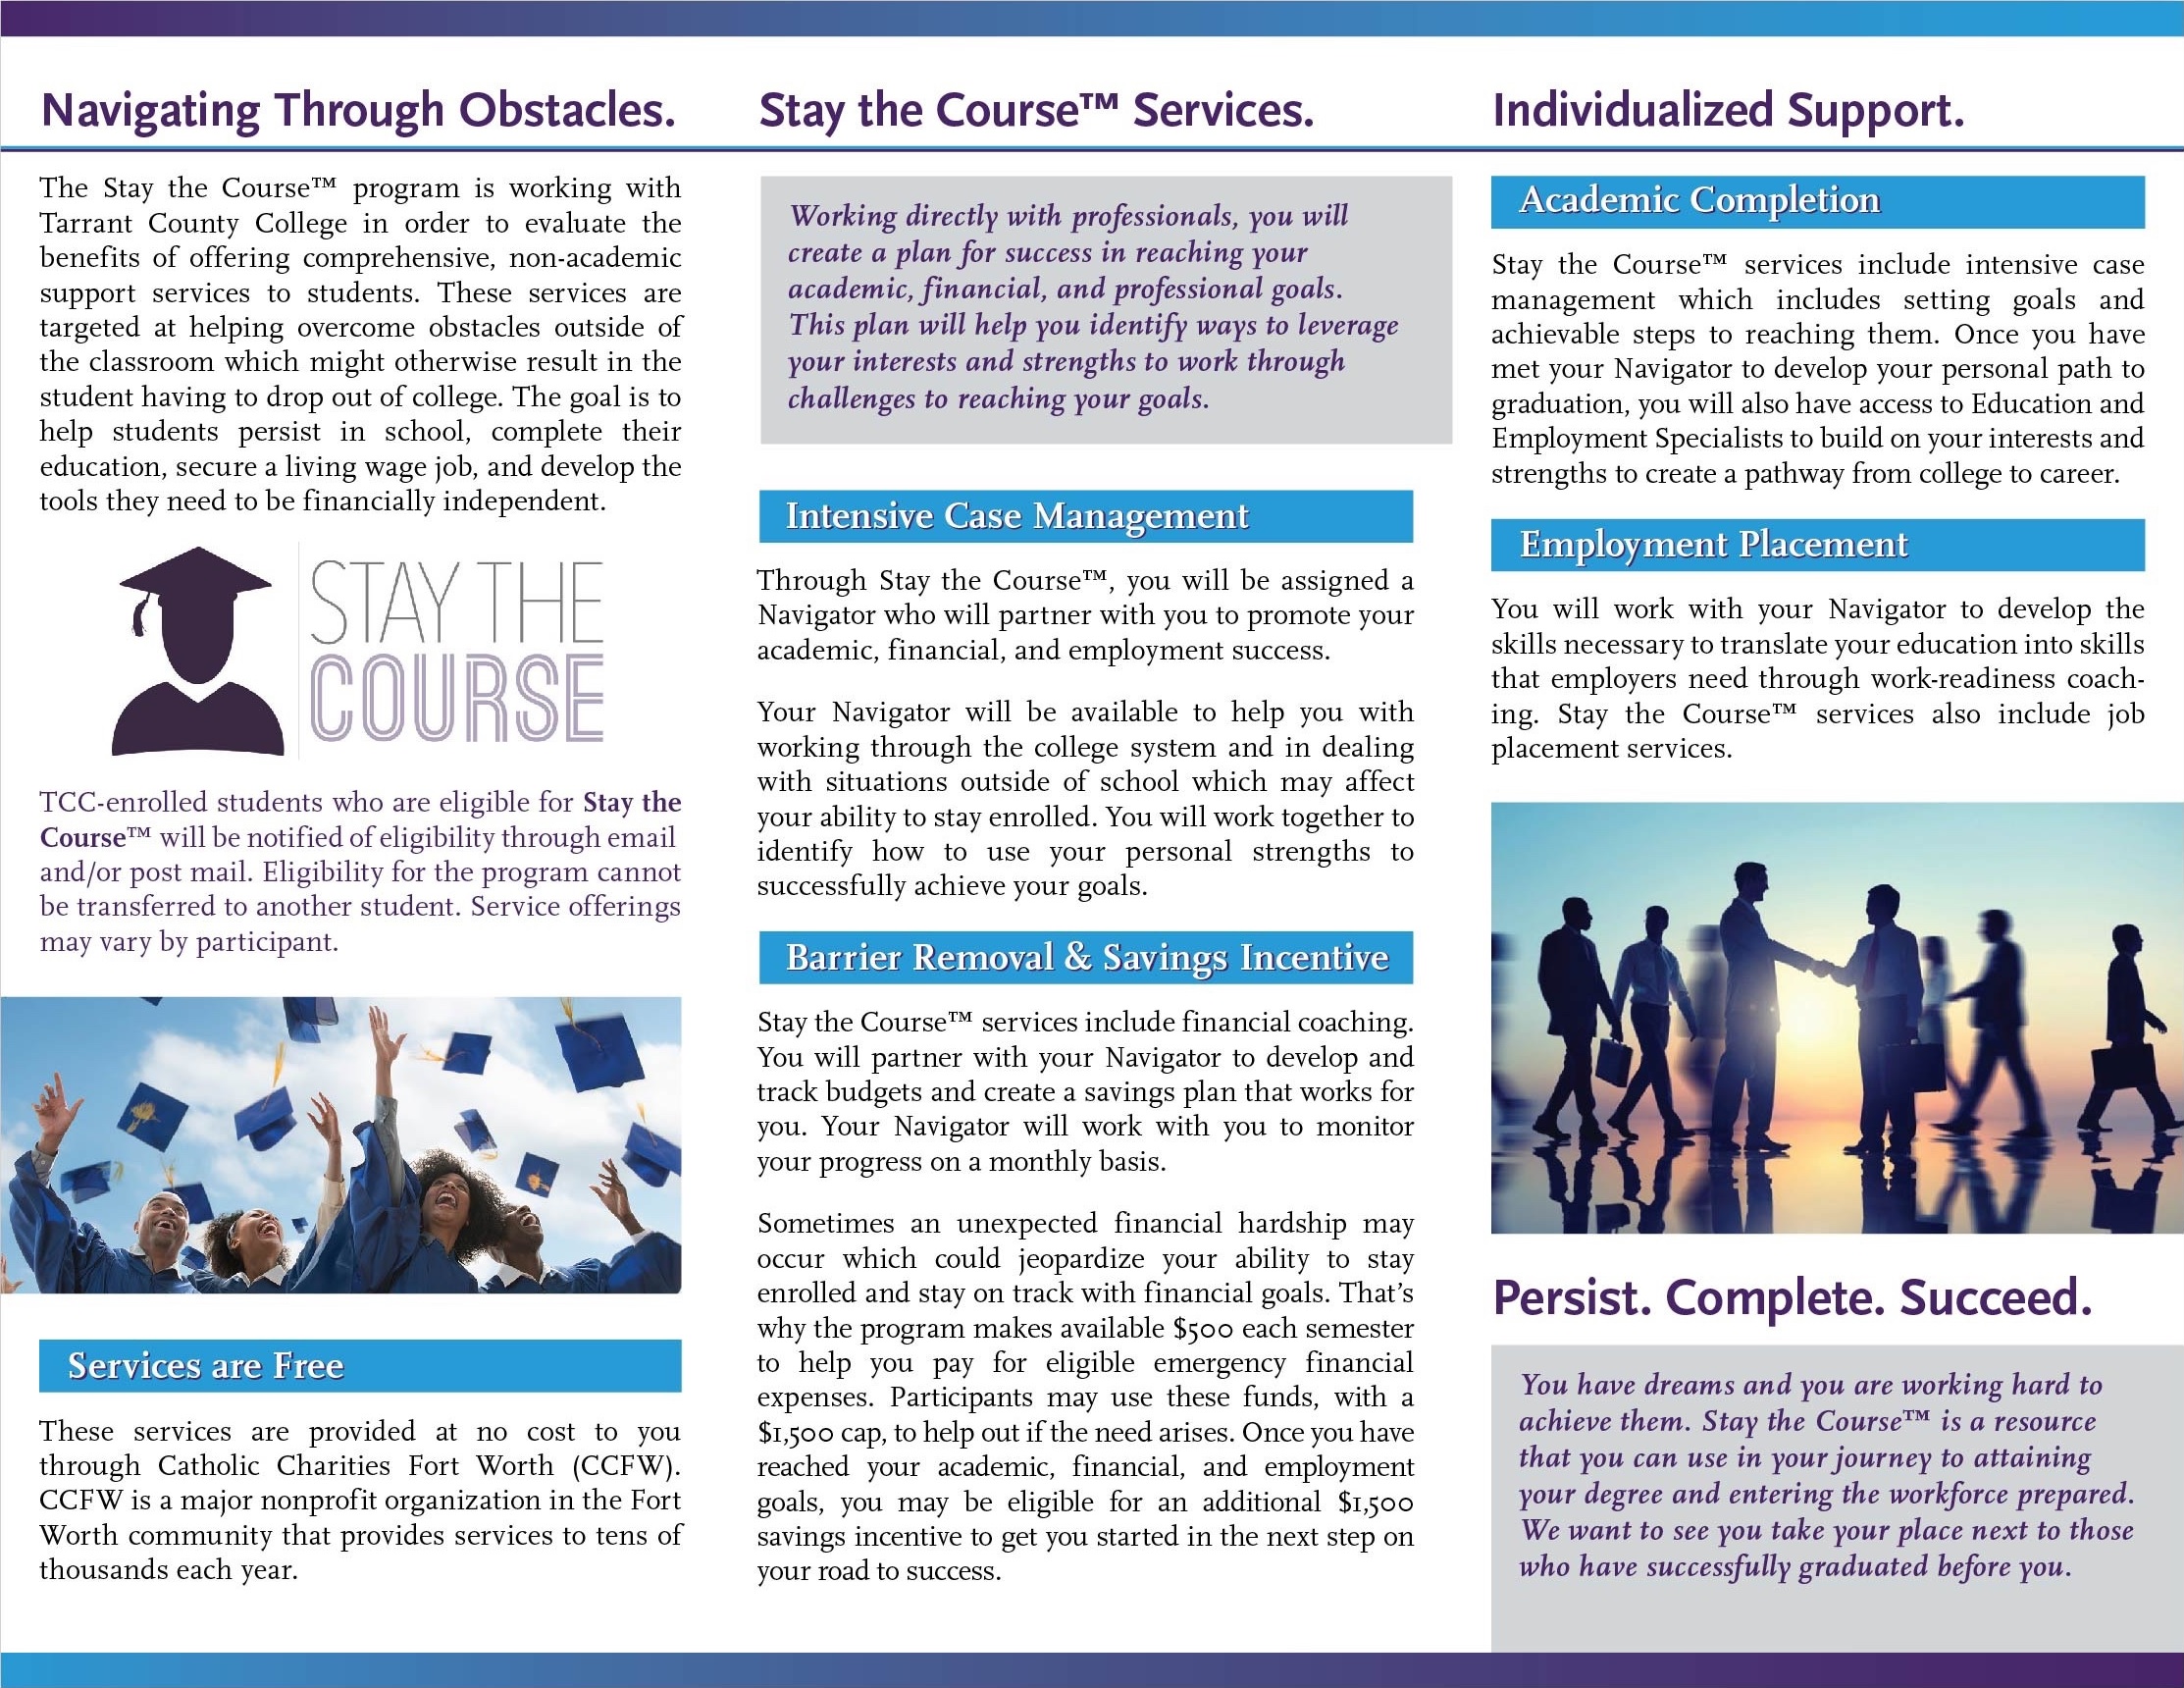 Navigating Through Obstacles.
The Stay the Course™ program is working with
Tarrant County College in order to evaluate the
benefits of offering comprehensive, non-academic
support services to students. These services are
targeted at helping overcome obstacles outside of
the classroom which might otherwise result in the
student having to drop out of college. The goal is to
help students persist in school, complete their
education, secure a living wage job, and develop the
tools they need to be financially independent.
STAY THE
COURSE
TCC-enrolled students who are eligible for Stay the
Course™ will be notified of eligibility through email
and/or post mail. Eligibility for the program cannot
be transferred to another student. Service offerings
may vary by participant.
Services are Free
These services are provided at no cost to you
through Catholic Charities Fort Worth (CCFW).
CCFW is a major nonprofit organization in the Fort
Worth community that provides services to tens of
thousands each year.
Stay the Course™ Services.
Working directly with professionals, you will
create a plan for success in reaching your
academic, financial, and professional goals.
This plan will help you identify ways to leverage
your interests and strengths to work through
challenges to reaching your goals.
Intensive Case Management
Through Stay the Course™, you will be assigned a
Navigator who will partner with you to promote your
academic, financial, and employment success.
Your Navigator will be available to help you with
working through the college system and in dealing
with situations outside of school which may affect
your ability to stay enrolled. You will work together to
identify how to use your personal strengths to
successfully achieve your goals.
Barrier Removal & Savings Incentive
Stay the Course™ services include financial coaching.
You will partner with your Navigator to develop and
track budgets and create a savings plan that works for
you. Your Navigator will work with you to monitor
your progress on a monthly basis.
Sometimes an unexpected financial hardship may
occur which could jeopardize your ability to stay
enrolled and stay on track with financial goals. That’s
why the program makes available $500 each semester
to help you pay for eligible emergency financial
expenses. Participants may use these funds, with a
$1,500 cap, to help out if the need arises. Once you have
reached your academic, financial, and employment
goals, you may be eligible for an additional $1,500
savings incentive to get you started in the next step on
your road to success.
Individualized Support.
Academic Completion
Stay the Course™ services include intensive case
management which includes setting goals and
achievable steps to reaching them. Once you have
met your Navigator to develop your personal path to
graduation, you will also have access to Education and
Employment Specialists to build on your interests and
strengths to create a pathway from college to career.
Employment Placement
You will work with your Navigator to develop the
skills necessary to translate your education into skills
that employers need through work-readiness coach-
ing. Stay the Course™ services also include job
placement services.
Persist. Complete. Succeed.
You have dreams and you are working hard to
achieve them. Stay the Course™ is a resource
that you can use in your journey to attaining
your degree and entering the workforce prepared.
We want to see you take your place next to those
who have successfully graduated before you.